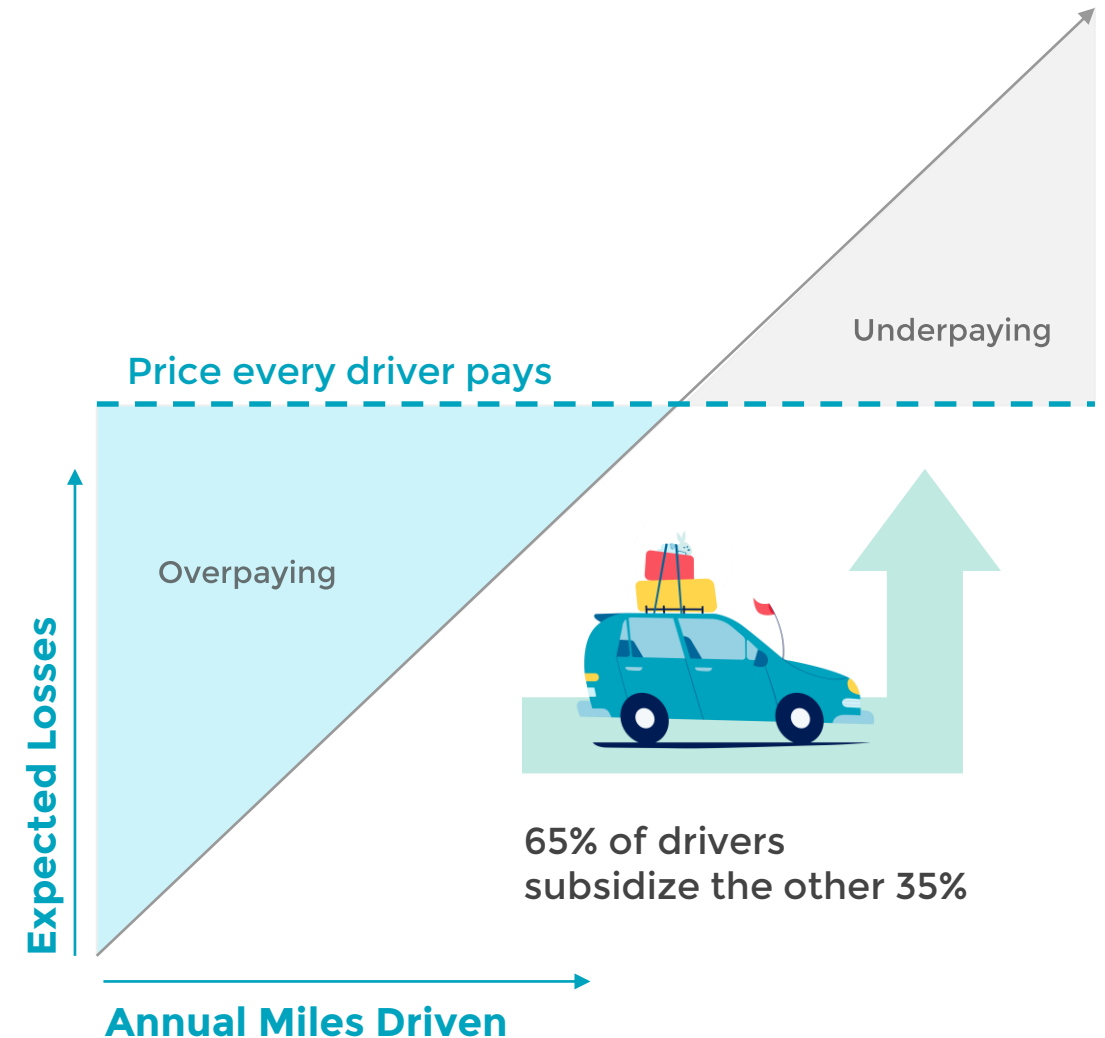 Underpaying
Price every driver pays
Overpaying
Expected Losses
65% of drivers
subsidize the other 35%
Annual Miles Driven